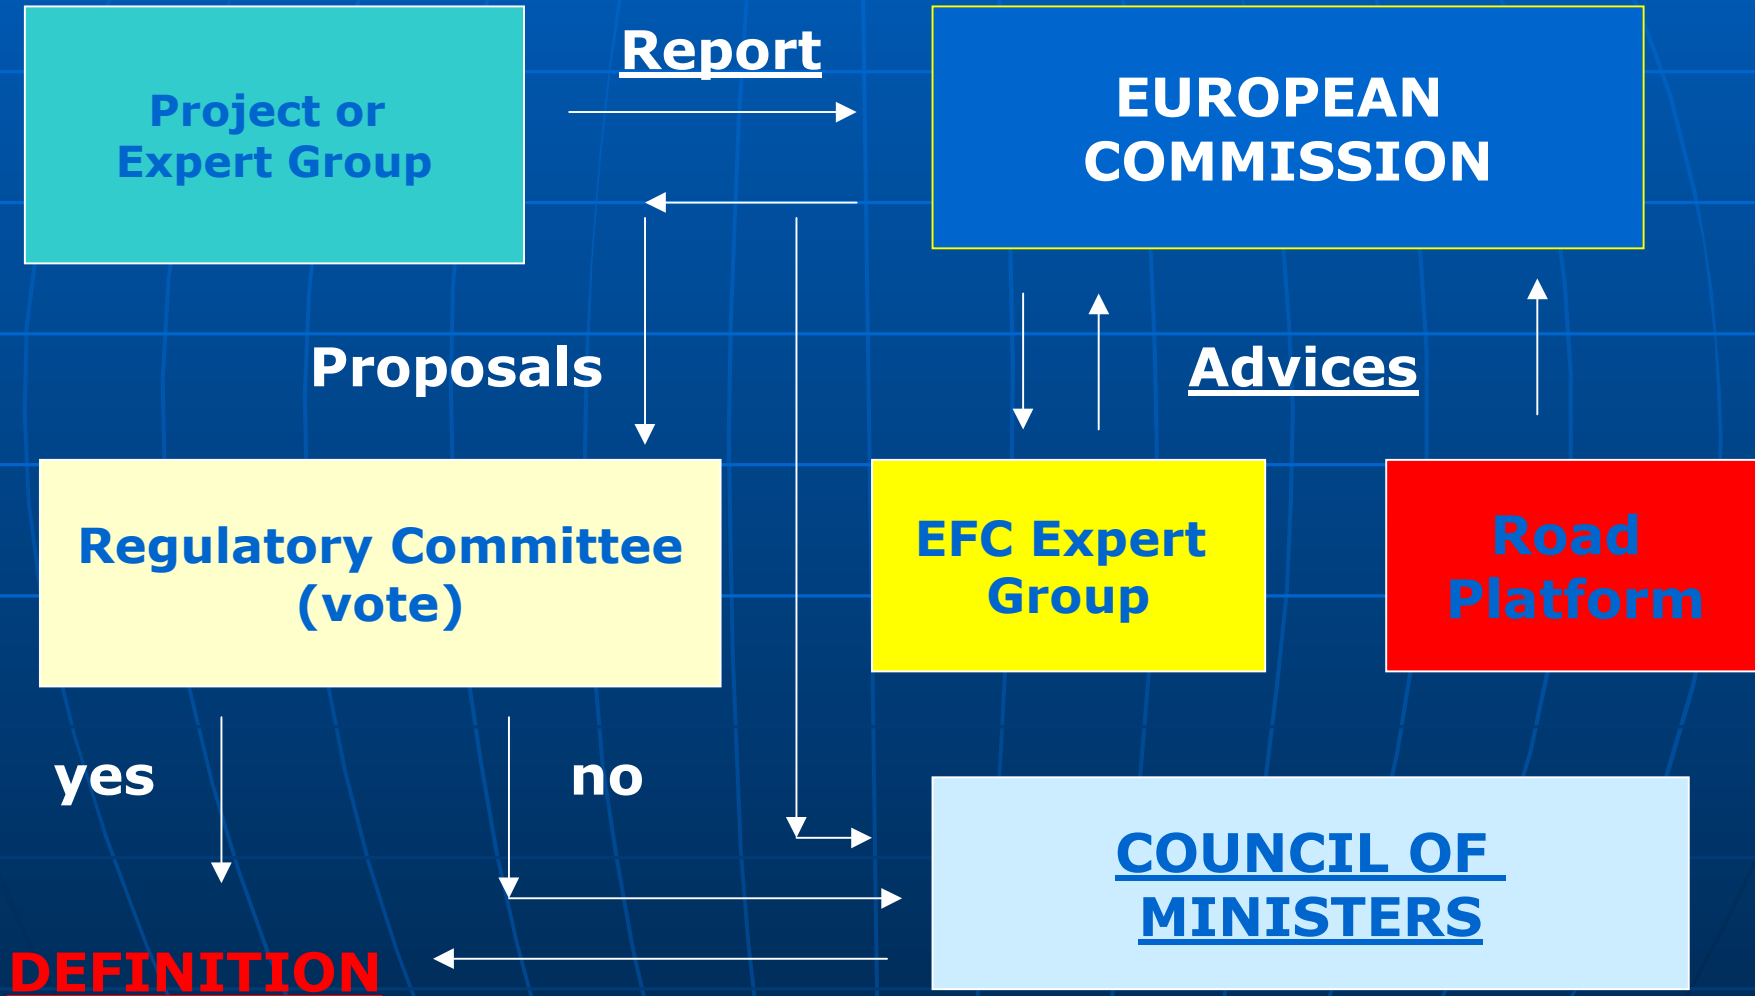 Report
Project or
Expert Group
EUROPEAN
COMMISSION
Proposals
Advices
Regulatory Committee
(vote)
EFC Expert
Group
Road
Platform
yes
no
COUNCIL OF
MINISTERS
DEFINITION